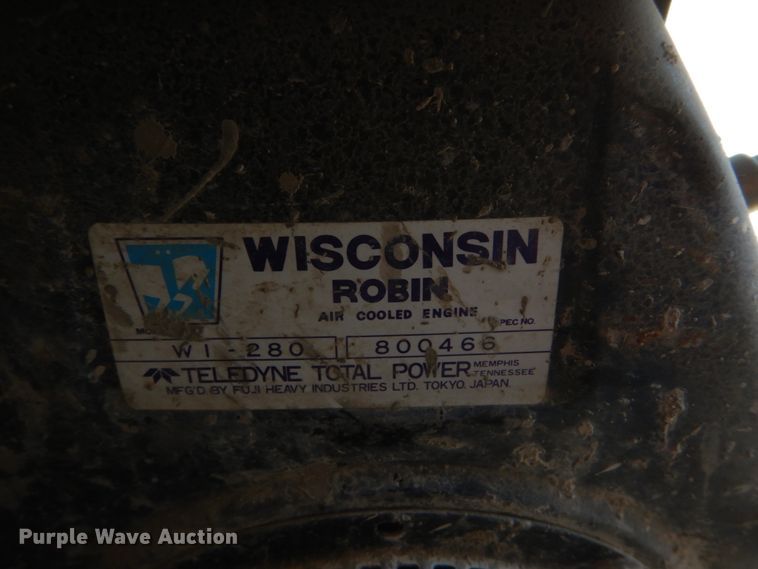 WISCONSIN
ROBIN
AIR COOLED ENGINE
SPEC NO.
WI-280 800466
TELEDYNE TOTAL POWER MEMPHIS TENNESSEE
MFG'D BY FUJI HEAVY INDUSTRIES LTD. TOKYO. JAPAN.
Purple Wave Auction